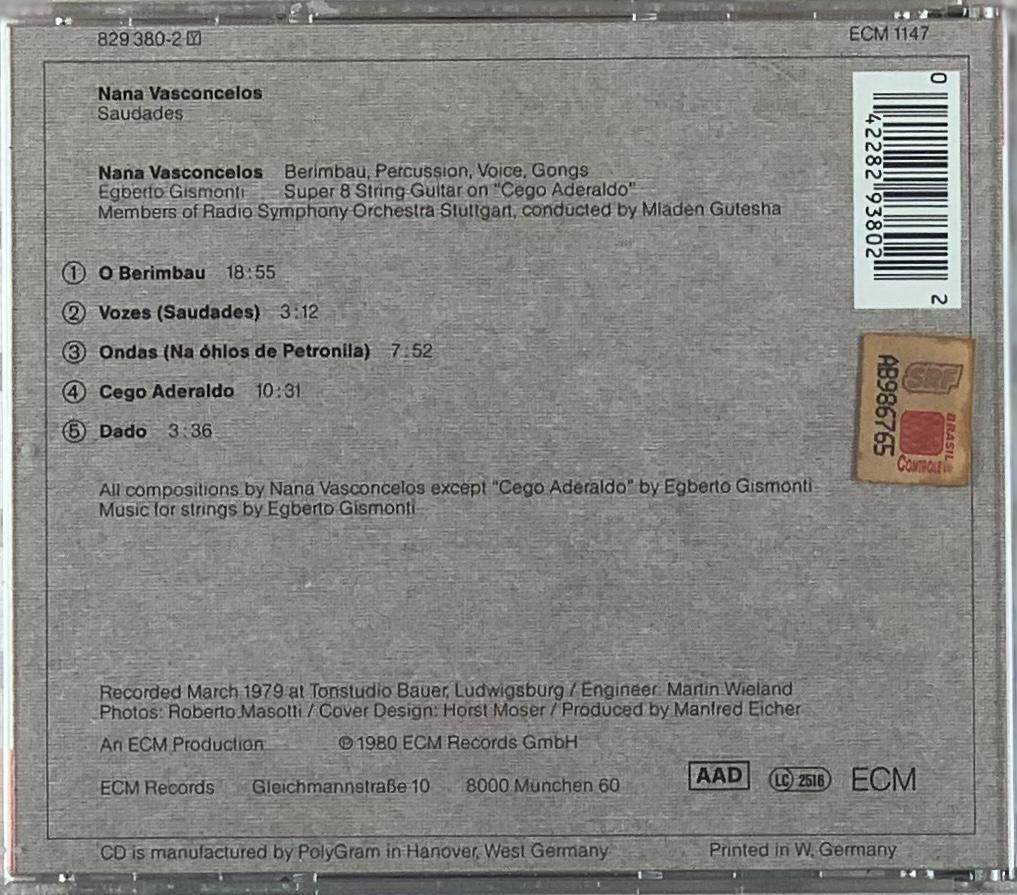 829 380-2 Y
ECM 1147
Nana Vasconcelos
Saudades
Nana Vasconcelos Berimbau, Percussion, Voice, Gongs
Egberto Gismonti Super 8 String Guitar on "Cego Aderaldo"
Members of Radio Symphony Orchestra Stuttgart, conducted by Mladen Gutesha
① O Berimbau 18:55
② Vozes (Saudades) 3:12
③ Ondas (Na óhlos de Petronila) 7:52
④ Cego Aderaldo 10:31
⑤ Dado 3:36
All compositions by Nana Vasconcelos except "Cego Aderaldo" by Egberto Gismonti
Music for strings by Egberto Gismonti
0 42282 93802 2
SRF
BRASIL
CONTROLE
AB986765
Recorded March 1979 at Tonstudio Bauer, Ludwigsburg / Engineer: Martin Wieland
Photos: Roberto Masotti / Cover Design: Horst Moser / Produced by Manfred Eicher
An ECM Production ℗ 1980 ECM Records GmbH
ECM Records Gleichmannstraße 10 8000 München 60
AAD LC 2516 ECM
CD is manufactured by PolyGram in Hanover, West Germany
Printed in W. Germany